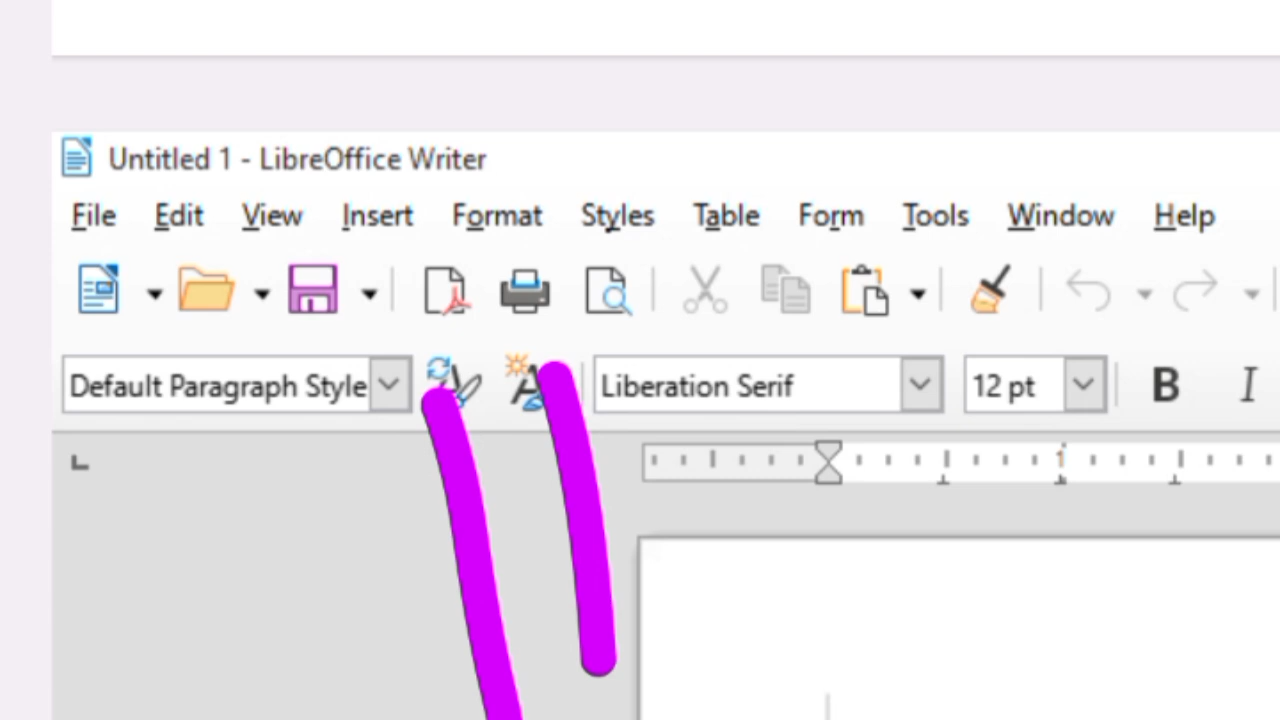 Untitled 1 - LibreOffice Writer
File Edit View Insert Format Styles Table Form Tools Window Help
Default Paragraph Style Liberation Serif 12 pt B I
1